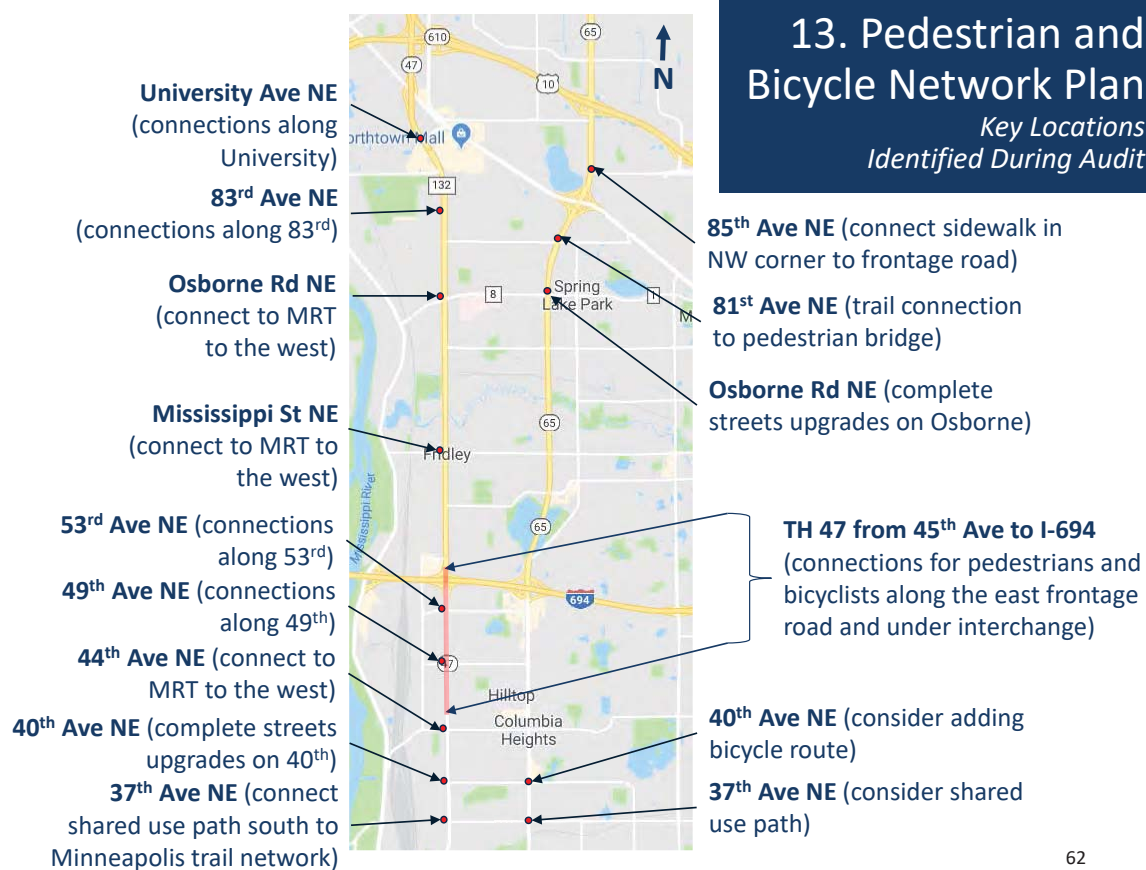 13. Pedestrian and
Bicycle Network Plan
Key Locations
Identified During Audit
University Ave NE
(connections along
University)
83rd Ave NE
(connections along 83rd)
Osborne Rd NE
(connect to MRT
to the west)
Mississippi St NE
(connect to MRT to
the west)
53rd Ave NE (connections
along 53rd)
49th Ave NE (connections
along 49th)
44th Ave NE (connect to
MRT to the west)
40th Ave NE (complete streets
upgrades on 40th)
37th Ave NE (connect
shared use path south to
Minneapolis trail network)
N
610
65
47
10
orthtown Mall
132
8
Spring
Lake Park
1
M
65
Fridley
Mississippi River
65
694
47
Hilltop
Columbia
Heights
85th Ave NE (connect sidewalk in
NW corner to frontage road)
81st Ave NE (trail connection
to pedestrian bridge)
Osborne Rd NE (complete
streets upgrades on Osborne)
TH 47 from 45th Ave to I-694
(connections for pedestrians and
bicyclists along the east frontage
road and under interchange)
40th Ave NE (consider adding
bicycle route)
37th Ave NE (consider shared
use path)
62